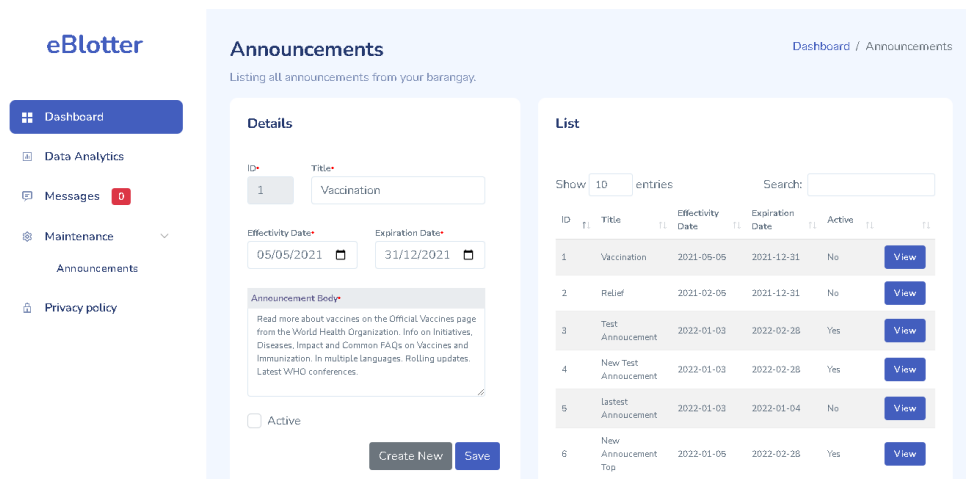 eBlotter
Dashboard
Data Analytics
Messages 0
Maintenance
Announcements
Privacy policy
Announcements
Listing all announcements from your barangay.
Dashboard / Announcements
Details
ID• Title•
1 Vaccination
Effectivity Date• Expiration Date•
05/05/2021 31/12/2021
Announcement Body•
Read more about vaccines on the Official Vaccines page
from the World Health Organization. Info on Initiatives,
Diseases, Impact and Common FAQs on Vaccines and
Immunization. In multiple languages. Rolling updates.
Latest WHO conferences.
Active
Create New Save
List
Show 10 entries Search:
ID Title Effectivity Date Expiration Date Active
1 Vaccination 2021-05-05 2021-12-31 No View
2 Relief 2021-02-05 2021-12-31 No View
3 Test Annoucement 2022-01-03 2022-02-28 Yes View
4 New Test Annoucement 2022-01-03 2022-02-28 Yes View
5 lastest Annoucement 2022-01-03 2022-01-04 No View
6 New Annoucement Top 2022-01-05 2022-02-28 Yes View